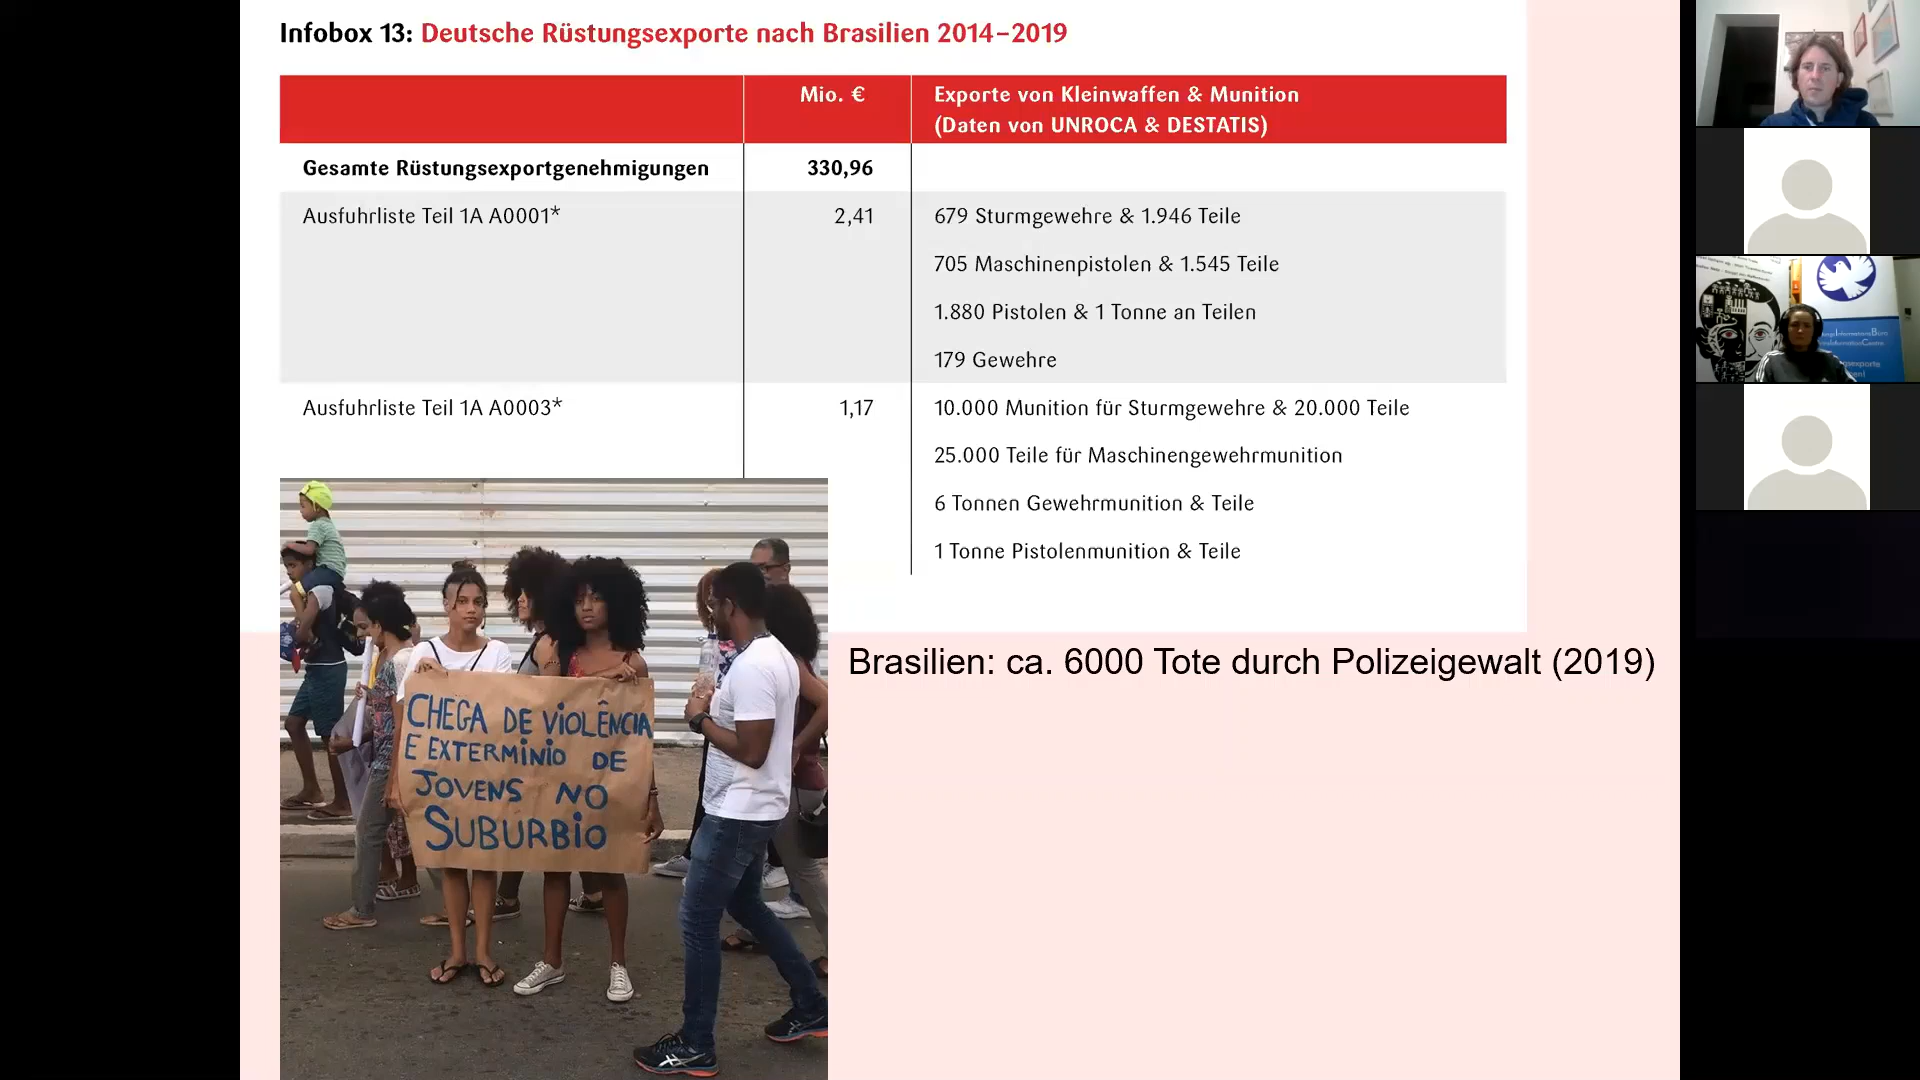 Infobox 13: Deutsche Rüstungsexporte nach Brasilien 2014–2019
Mio. €
Exporte von Kleinwaffen & Munition
(Daten von UNROCA & DESTATIS)
Gesamte Rüstungsexportgenehmigungen 330,96
Ausfuhrliste Teil 1A A0001* 2,41 679 Sturmgewehre & 1.946 Teile
705 Maschinenpistolen & 1.545 Teile
1.880 Pistolen & 1 Tonne an Teilen
179 Gewehre
Ausfuhrliste Teil 1A A0003* 1,17 10.000 Munition für Sturmgewehre & 20.000 Teile
25.000 Teile für Maschinengewehrmunition
6 Tonnen Gewehrmunition & Teile
1 Tonne Pistolenmunition & Teile
Brasilien: ca. 6000 Tote durch Polizeigewalt (2019)
CHEGA DE VIOLÊNCIA
E EXTERMINIO DE
JOVENS NO
SUBURBIO